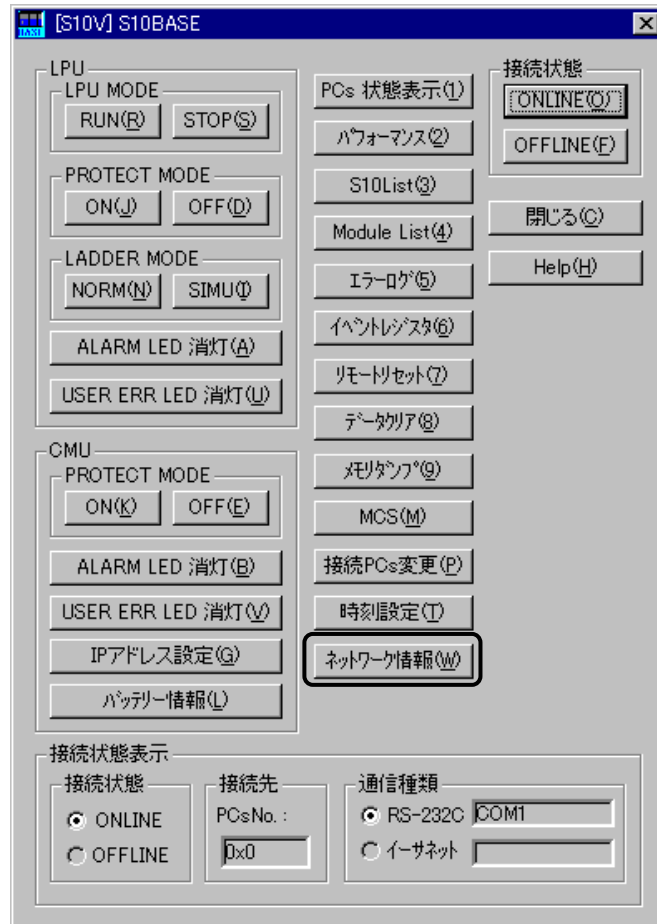 [S10V] S10BASE
LPU
LPU MODE
RUN(R) STOP(S)
PROTECT MODE
ON(J) OFF(D)
LADDER MODE
NORM(N) SIMU(I)
ALARM LED 消灯(A)
USER ERR LED 消灯(U)
CMU
PROTECT MODE
ON(K) OFF(E)
ALARM LED 消灯(B)
USER ERR LED 消灯(V)
IPアドレス設定(G)
バッテリー情報(L)
PCs 状態表示(1)
パフォーマンス(2)
S10List(3)
Module List(4)
エラーログ(5)
イベントレジスタ(6)
リモートリセット(7)
データクリア(8)
メモリダンプ(9)
MCS(M)
接続PCs変更(P)
時刻設定(T)
ネットワーク情報(W)
接続状態
ONLINE(O)
OFFLINE(F)
閉じる(C)
Help(H)
接続状態表示
接続状態
ONLINE
OFFLINE
接続先
PCsNo. :
0x0
通信種類
RS-232C COM1
イーサネット